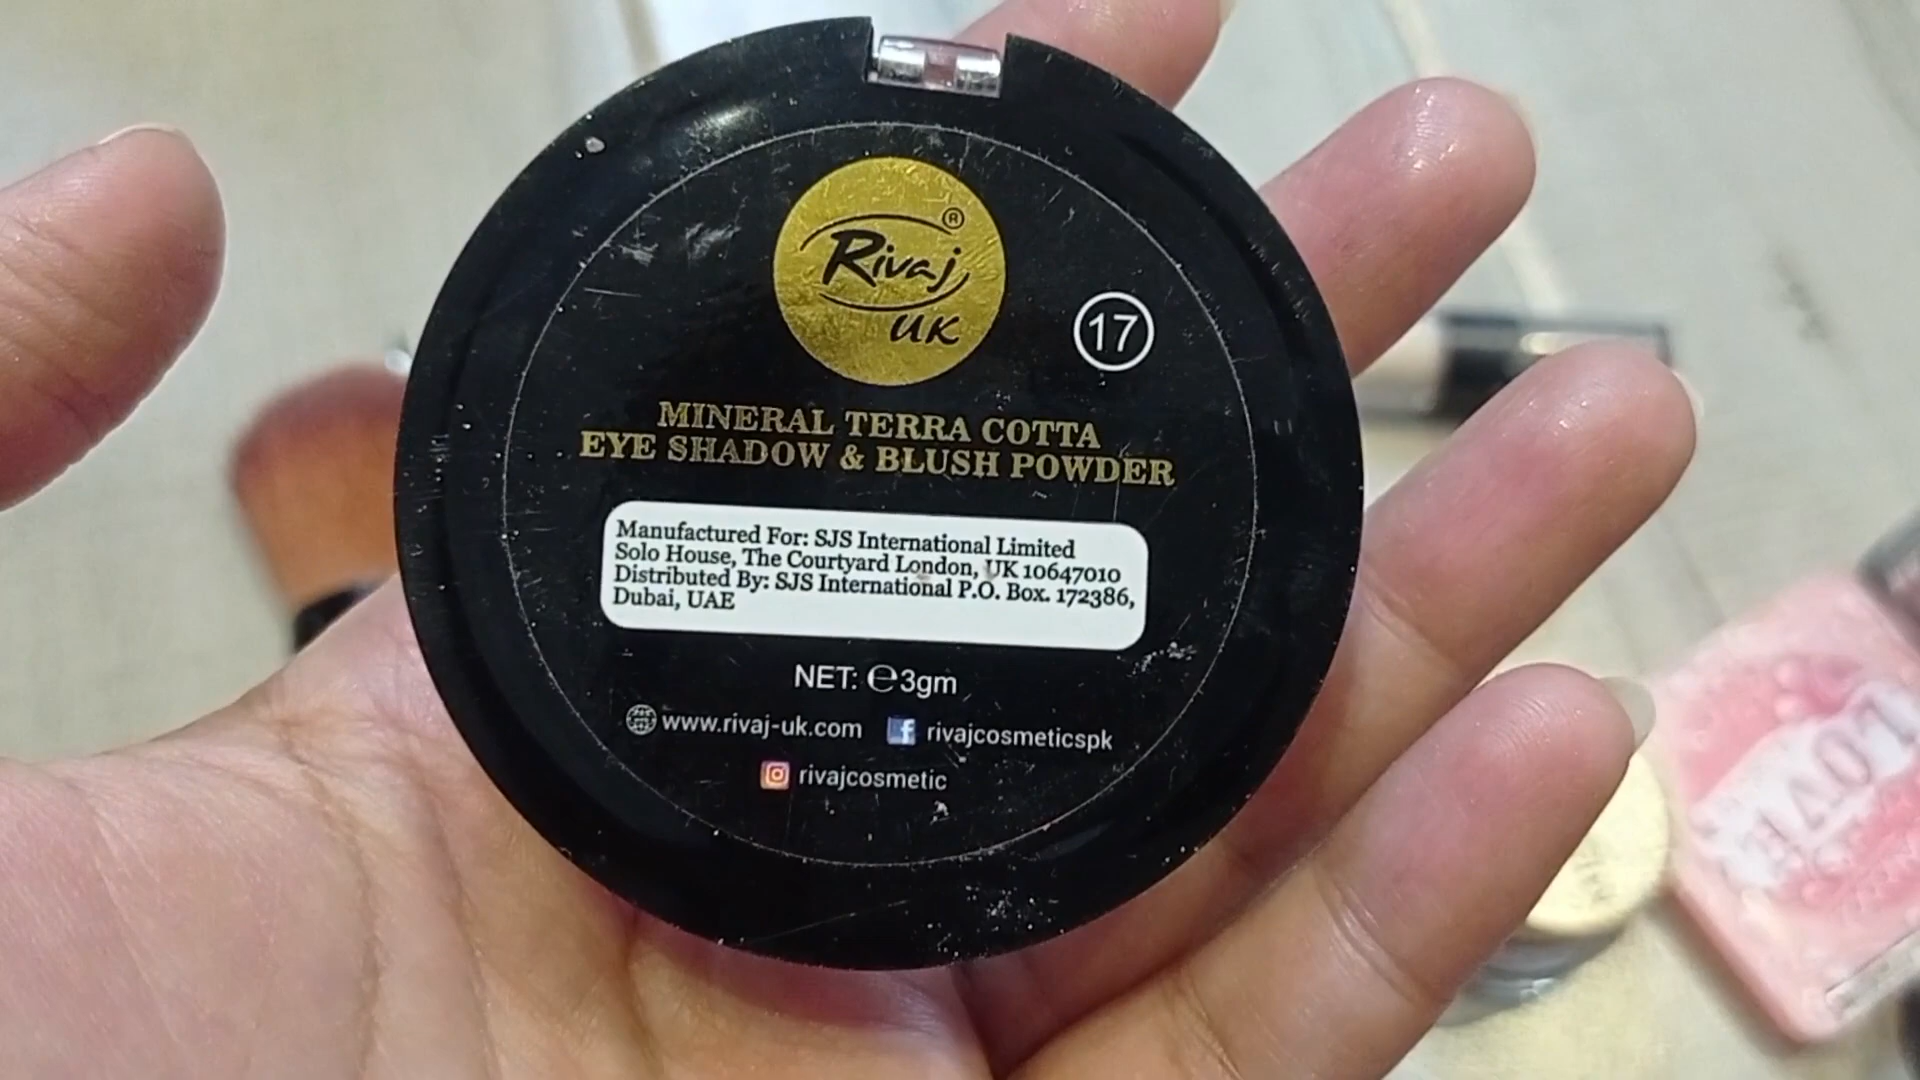 Rivaj®
UK
17
MINERAL TERRA COTTA
EYE SHADOW & BLUSH POWDER
Manufactured For: SJS International Limited
Solo House, The Courtyard London, UK 10647010
Distributed By: SJS International P.O. Box. 172386,
Dubai, UAE
NET: ℮3gm
www.rivaj-uk.com rivajcosmeticspk
rivajcosmetic
LOVE